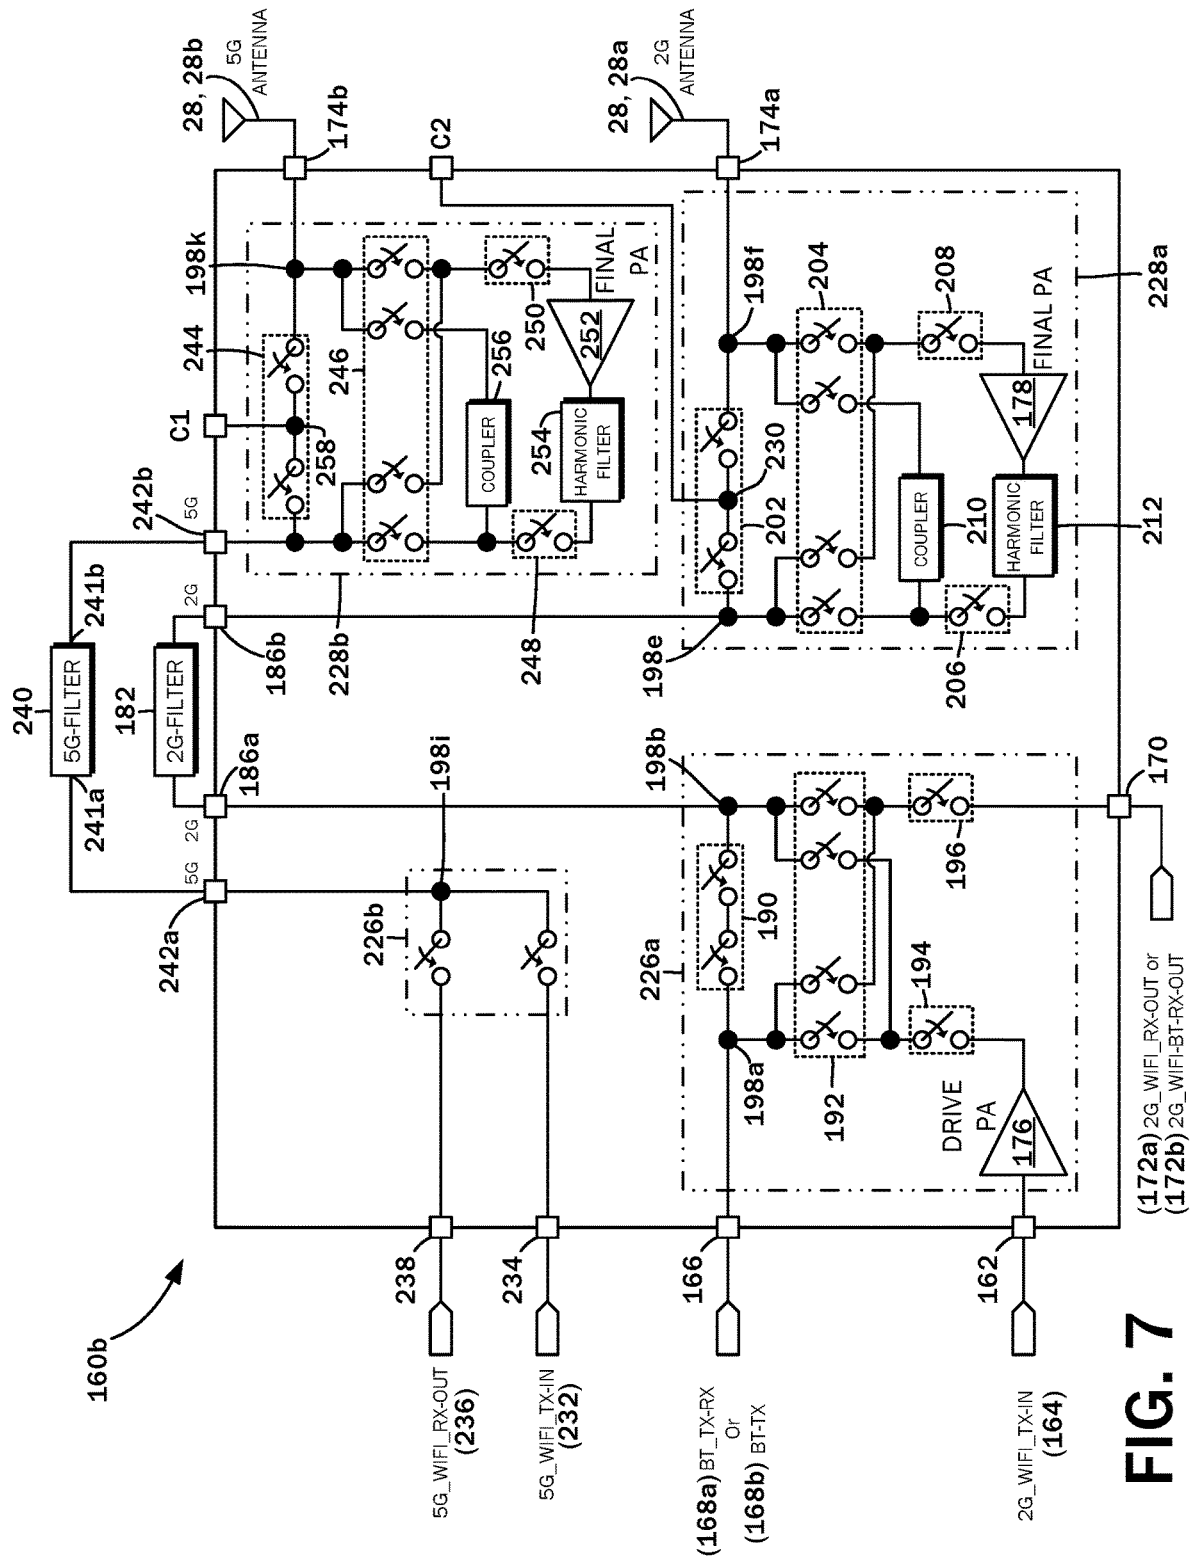 160b
5G_WIFI_RX-OUT
(236)
238
5G_WIFI_TX-IN
(232)
234
(168a) BT_TX-RX
or
(168b) BT-TX
166
2G_WIFI_TX-IN
(164)
162
242a
5G
2G
186a
241a
5G-FILTER
240
241b
2G-FILTER
182
186b
2G
5G
242b
C1
226b
198i
226a
198a
190
198b
192
194
196
DRIVE
PA
176
170
(172a) 2G_WIFI_RX-OUT or
(172b) 2G_WIFI-BT-RX-OUT
228b
244
258
246
198k
248
250
COUPLER
256
254
HARMONIC
FILTER
252
FINAL
PA
174b
28, 28b
5G
ANTENNA
C2
198e
202
230
198f
204
206
208
COUPLER
210
HARMONIC
FILTER
212
178
FINAL PA
228a
174a
28, 28a
2G
ANTENNA
FIG. 7